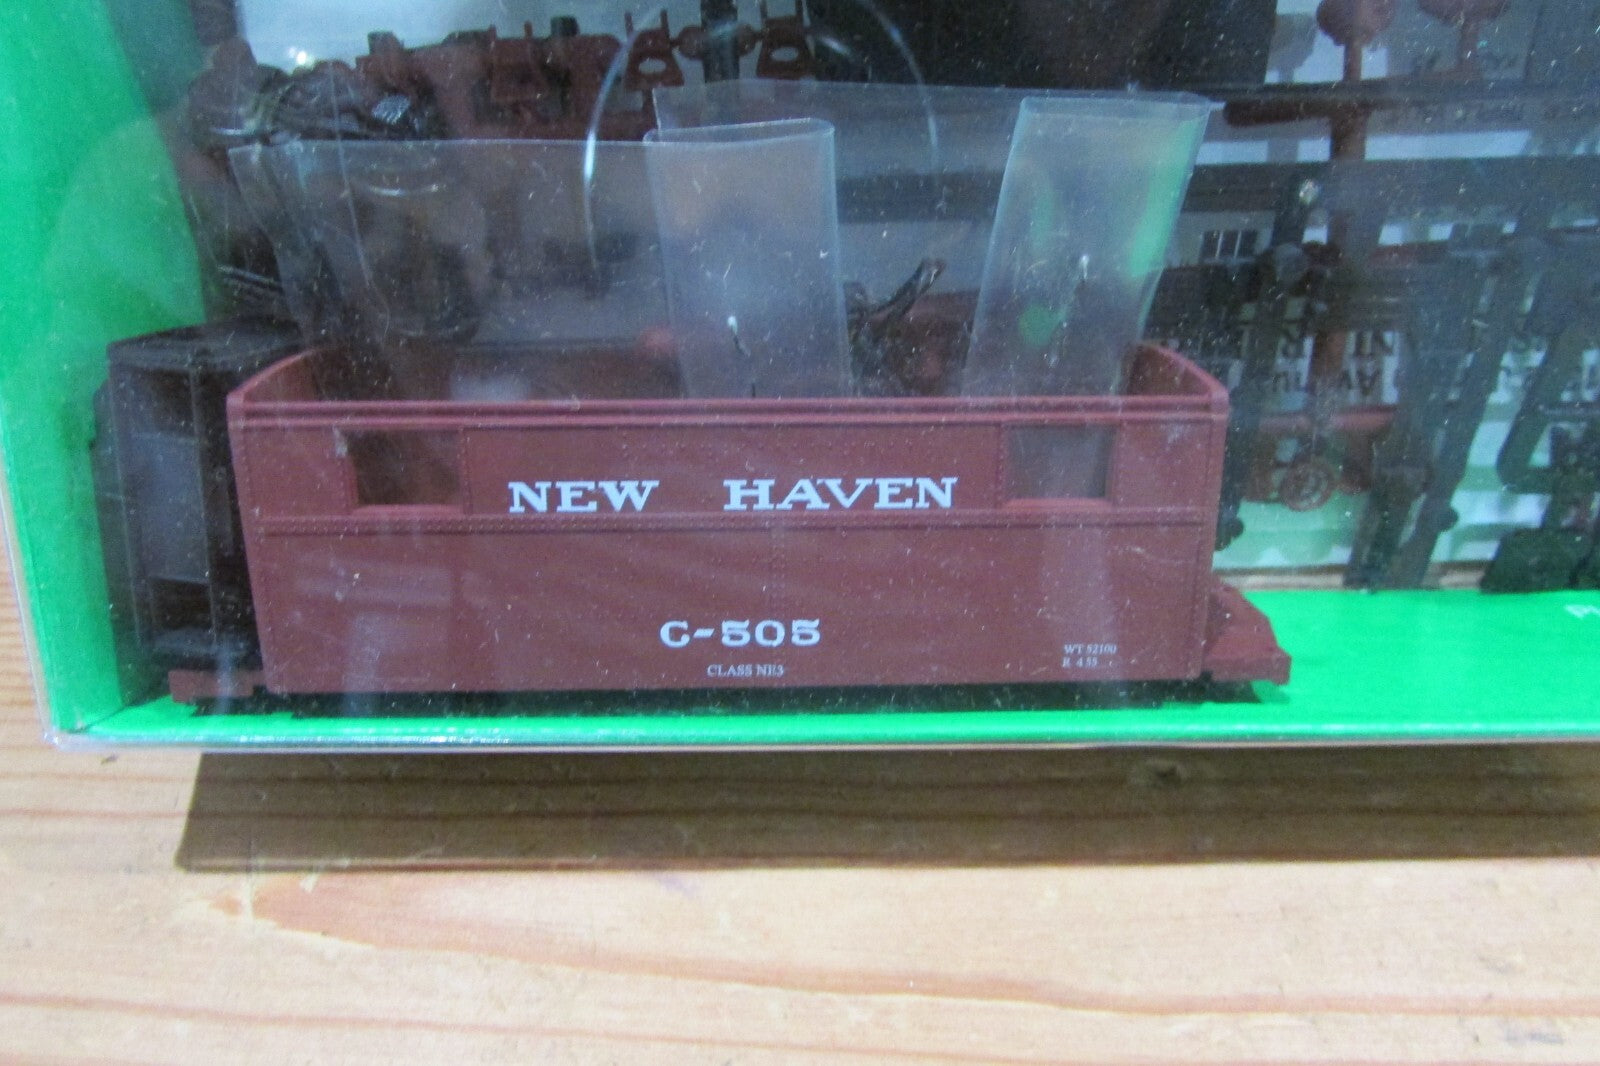 NEW HAVEN
C-505
CLASS NE3
WT 52100
R 4 55